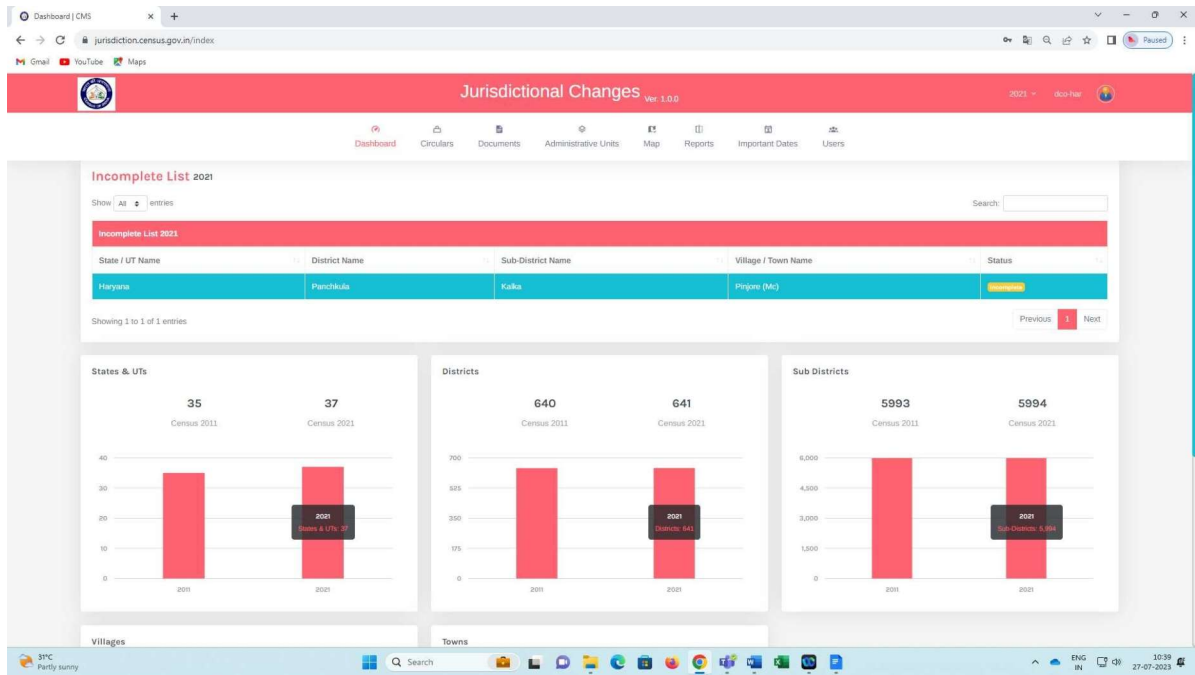 Dashboard | CMS
jurisdiction.census.gov.in/index
Paused
Gmail YouTube Maps
Jurisdictional Changes Ver. 1.0.0
2021 dco-har
Dashboard Circulars Documents Administrative Units Map Reports Important Dates Users
Incomplete List 2021
Show All entries Search:
Incomplete List 2021
State / UT Name District Name Sub-District Name Village / Town Name Status
Haryana Panchkula Kalka Pinjore (Mc) Incomplete
Showing 1 to 1 of 1 entries Previous 1 Next
States & UTs
35 37
Census 2011 Census 2021
40
30
20
10
0
2021
States & UTs: 37
2011 2021
Districts
640 641
Census 2011 Census 2021
700
525
350
175
0
2021
Districts: 641
2011 2021
Sub Districts
5993 5994
Census 2011 Census 2021
6,000
4,500
3,000
1,500
0
2021
Sub-Districts: 5,994
2011 2021
Villages Towns
31°C
Partly sunny
Search
ENG
IN
10:39
27-07-2023